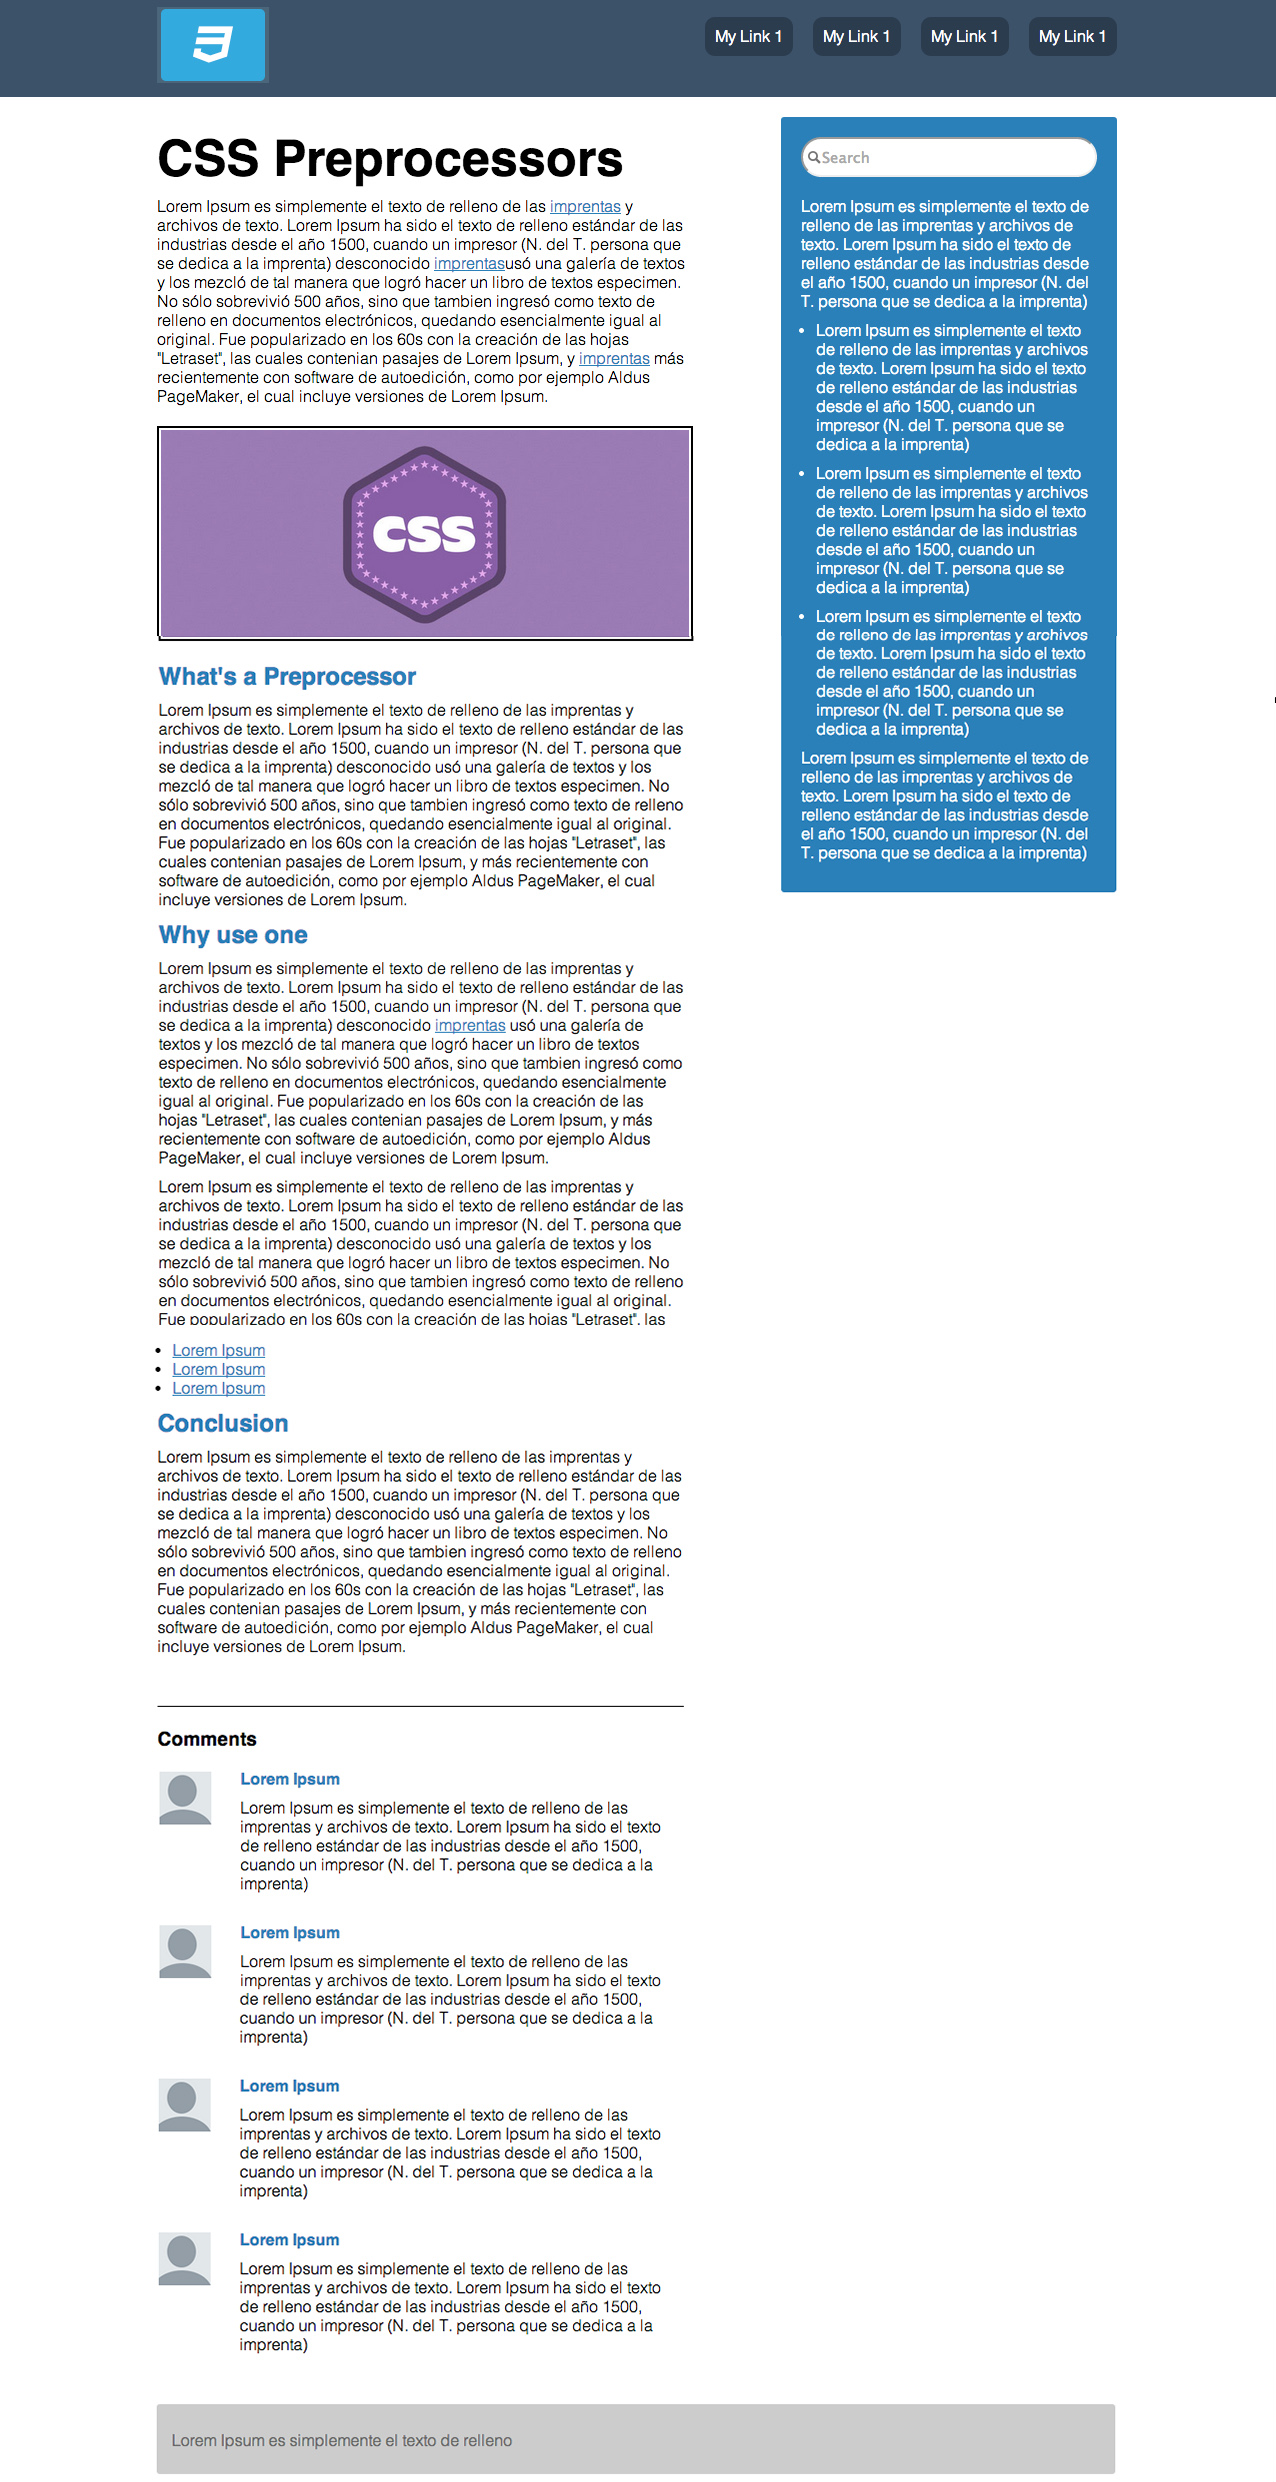 My Link 1 My Link 1 My Link 1 My Link 1
CSS Preprocessors
Lorem Ipsum es simplemente el texto de relleno de las imprentas y
archivos de texto. Lorem Ipsum ha sido el texto de relleno estándar de las
industrias desde el año 1500, cuando un impresor (N. del T. persona que
se dedica a la imprenta) desconocido imprentasusó una galería de textos
y los mezcló de tal manera que logró hacer un libro de textos especimen.
No sólo sobrevivió 500 años, sino que tambien ingresó como texto de
relleno en documentos electrónicos, quedando esencialmente igual al
original. Fue popularizado en los 60s con la creación de las hojas
"Letraset", las cuales contenian pasajes de Lorem Ipsum, y imprentas más
recientemente con software de autoedición, como por ejemplo Aldus
PageMaker, el cual incluye versiones de Lorem Ipsum.
CSS
What's a Preprocessor
Lorem Ipsum es simplemente el texto de relleno de las imprentas y
archivos de texto. Lorem Ipsum ha sido el texto de relleno estándar de las
industrias desde el año 1500, cuando un impresor (N. del T. persona que
se dedica a la imprenta) desconocido usó una galería de textos y los
mezcló de tal manera que logró hacer un libro de textos especimen. No
sólo sobrevivió 500 años, sino que tambien ingresó como texto de relleno
en documentos electrónicos, quedando esencialmente igual al original.
Fue popularizado en los 60s con la creación de las hojas "Letraset", las
cuales contenian pasajes de Lorem Ipsum, y más recientemente con
software de autoedición, como por ejemplo Aldus PageMaker, el cual
incluye versiones de Lorem Ipsum.
Why use one
Lorem Ipsum es simplemente el texto de relleno de las imprentas y
archivos de texto. Lorem Ipsum ha sido el texto de relleno estándar de las
industrias desde el año 1500, cuando un impresor (N. del T. persona que
se dedica a la imprenta) desconocido imprentas usó una galería de
textos y los mezcló de tal manera que logró hacer un libro de textos
especimen. No sólo sobrevivió 500 años, sino que tambien ingresó como
texto de relleno en documentos electrónicos, quedando esencialmente
igual al original. Fue popularizado en los 60s con la creación de las
hojas "Letraset", las cuales contenian pasajes de Lorem Ipsum, y más
recientemente con software de autoedición, como por ejemplo Aldus
PageMaker, el cual incluye versiones de Lorem Ipsum.
Lorem Ipsum es simplemente el texto de relleno de las imprentas y
archivos de texto. Lorem Ipsum ha sido el texto de relleno estándar de las
industrias desde el año 1500, cuando un impresor (N. del T. persona que
se dedica a la imprenta) desconocido usó una galería de textos y los
mezcló de tal manera que logró hacer un libro de textos especimen. No
sólo sobrevivió 500 años, sino que tambien ingresó como texto de relleno
en documentos electrónicos, quedando esencialmente igual al original.
Fue popularizado en los 60s con la creación de las hojas "Letraset", las
• Lorem Ipsum
• Lorem Ipsum
• Lorem Ipsum
Conclusion
Lorem Ipsum es simplemente el texto de relleno de las imprentas y
archivos de texto. Lorem Ipsum ha sido el texto de relleno estándar de las
industrias desde el año 1500, cuando un impresor (N. del T. persona que
se dedica a la imprenta) desconocido usó una galería de textos y los
mezcló de tal manera que logró hacer un libro de textos especimen. No
sólo sobrevivió 500 años, sino que tambien ingresó como texto de relleno
en documentos electrónicos, quedando esencialmente igual al original.
Fue popularizado en los 60s con la creación de las hojas "Letraset", las
cuales contenian pasajes de Lorem Ipsum, y más recientemente con
software de autoedición, como por ejemplo Aldus PageMaker, el cual
incluye versiones de Lorem Ipsum.
Comments
Lorem Ipsum
Lorem Ipsum es simplemente el texto de relleno de las
imprentas y archivos de texto. Lorem Ipsum ha sido el texto
de relleno estándar de las industrias desde el año 1500,
cuando un impresor (N. del T. persona que se dedica a la
imprenta)
Lorem Ipsum
Lorem Ipsum es simplemente el texto de relleno de las
imprentas y archivos de texto. Lorem Ipsum ha sido el texto
de relleno estándar de las industrias desde el año 1500,
cuando un impresor (N. del T. persona que se dedica a la
imprenta)
Lorem Ipsum
Lorem Ipsum es simplemente el texto de relleno de las
imprentas y archivos de texto. Lorem Ipsum ha sido el texto
de relleno estándar de las industrias desde el año 1500,
cuando un impresor (N. del T. persona que se dedica a la
imprenta)
Lorem Ipsum
Lorem Ipsum es simplemente el texto de relleno de las
imprentas y archivos de texto. Lorem Ipsum ha sido el texto
de relleno estándar de las industrias desde el año 1500,
cuando un impresor (N. del T. persona que se dedica a la
imprenta)
Search
Lorem Ipsum es simplemente el texto de
relleno de las imprentas y archivos de
texto. Lorem Ipsum ha sido el texto de
relleno estándar de las industrias desde
el año 1500, cuando un impresor (N. del
T. persona que se dedica a la imprenta)
• Lorem Ipsum es simplemente el texto
de relleno de las imprentas y archivos
de texto. Lorem Ipsum ha sido el texto
de relleno estándar de las industrias
desde el año 1500, cuando un
impresor (N. del T. persona que se
dedica a la imprenta)
• Lorem Ipsum es simplemente el texto
de relleno de las imprentas y archivos
de texto. Lorem Ipsum ha sido el texto
de relleno estándar de las industrias
desde el año 1500, cuando un
impresor (N. del T. persona que se
dedica a la imprenta)
• Lorem Ipsum es simplemente el texto
de relleno de las imprentas y archivos
de texto. Lorem Ipsum ha sido el texto
de relleno estándar de las industrias
desde el año 1500, cuando un
impresor (N. del T. persona que se
dedica a la imprenta)
Lorem Ipsum es simplemente el texto de
relleno de las imprentas y archivos de
texto. Lorem Ipsum ha sido el texto de
relleno estándar de las industrias desde
el año 1500, cuando un impresor (N. del
T. persona que se dedica a la imprenta)
Lorem Ipsum es simplemente el texto de relleno